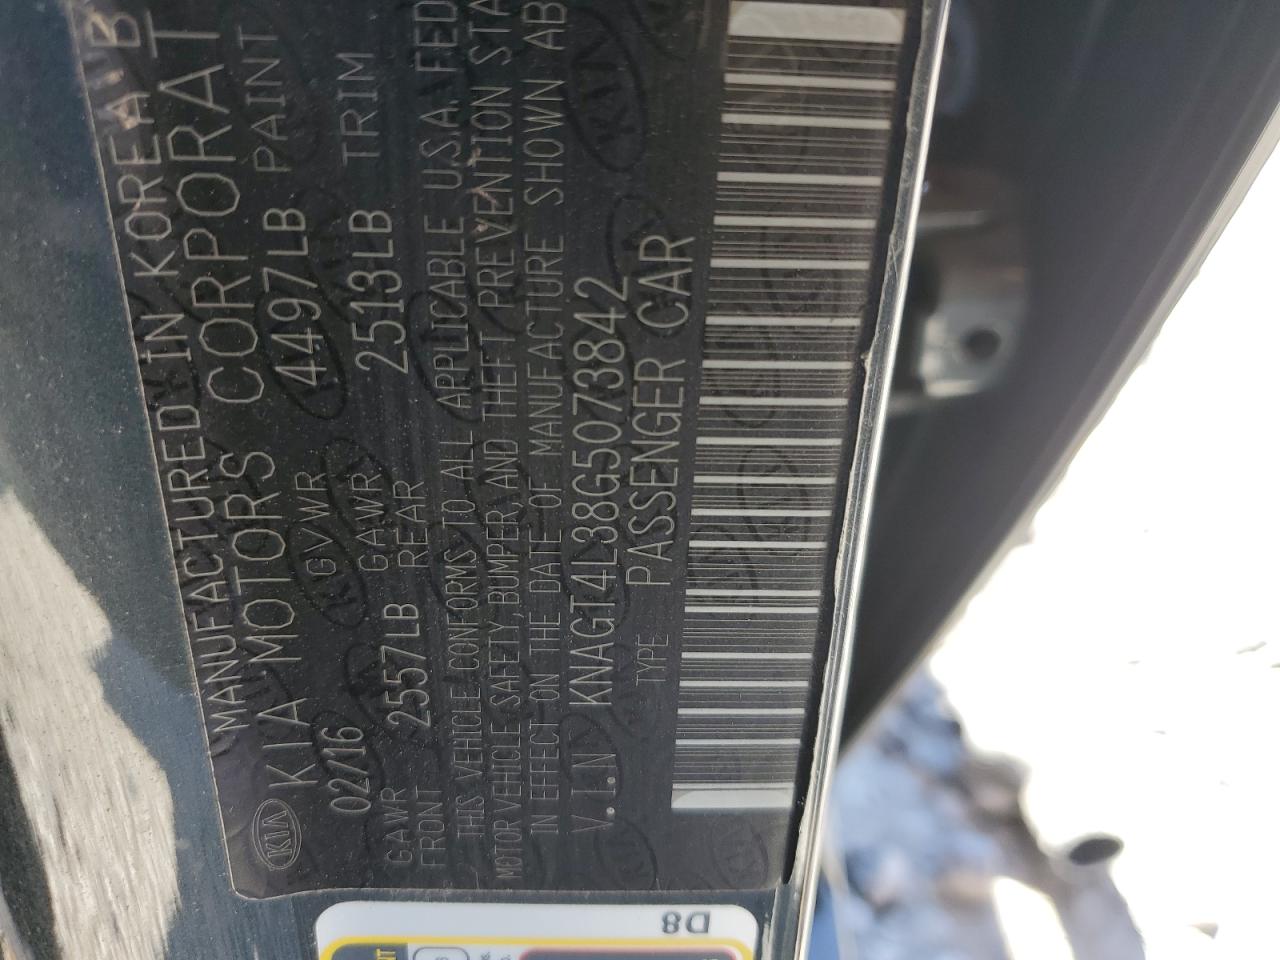 MANUFACTURED IN KOREA B
KIA MOTORS CORPORAT
KIA
02/16 GVWR 4497LB PAINT
GAWR FRONT 2557LB GAWR REAR 2513LB TRIM
THIS VEHICLE CONFORMS TO ALL APPLICABLE U.S.A. FED
MOTOR VEHICLE SAFETY, BUMPER, AND THEFT PREVENTION STA
IN EFFECT ON THE DATE OF MANUFACTURE SHOWN AB
V.I.N KNAGT4L38G5073842
TYPE PASSENGER CAR
D8